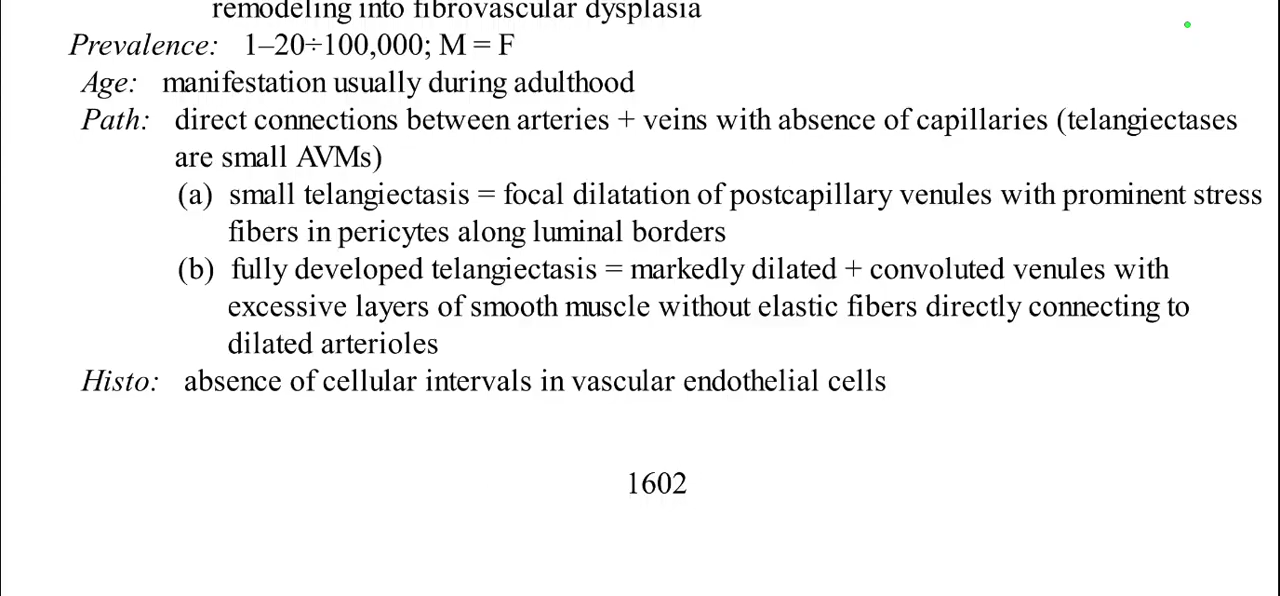 remodeling into fibrovascular dysplasia
Prevalence: 1–20÷100,000; M = F
Age: manifestation usually during adulthood
Path: direct connections between arteries + veins with absence of capillaries (telangiectases
are small AVMs)
(a) small telangiectasis = focal dilatation of postcapillary venules with prominent stress
fibers in pericytes along luminal borders
(b) fully developed telangiectasis = markedly dilated + convoluted venules with
excessive layers of smooth muscle without elastic fibers directly connecting to
dilated arterioles
Histo: absence of cellular intervals in vascular endothelial cells
1602